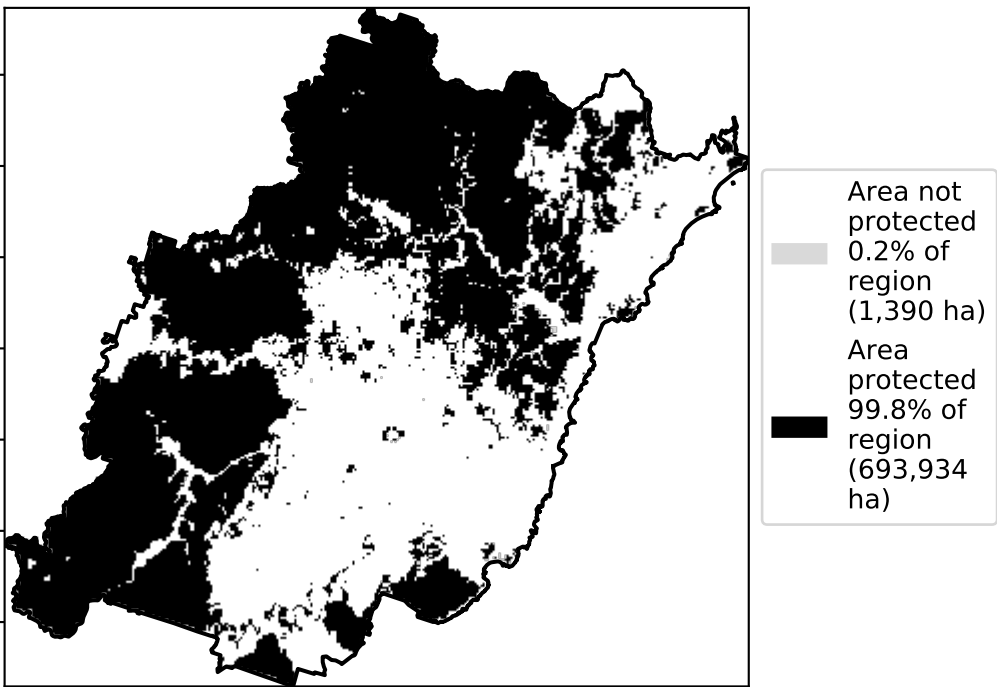 Area not
protected
0.2% of
region
(1,390 ha)
Area
protected
99.8% of
region
(693,934
ha)